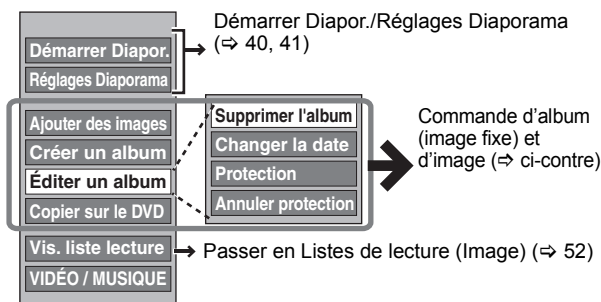 Démarrer Diapor.
Réglages Diaporama
Démarrer Diapor./Réglages Diaporama
(⇨ 40, 41)
Ajouter des images
Créer un album
Éditer un album
Copier sur le DVD
Supprimer l'album
Changer la date
Protection
Annuler protection
Commande d'album
(image fixe) et
d'image (⇨ ci-contre)
Vis. liste lecture
Passer en Listes de lecture (Image) (⇨ 52)
VIDÉO / MUSIQUE